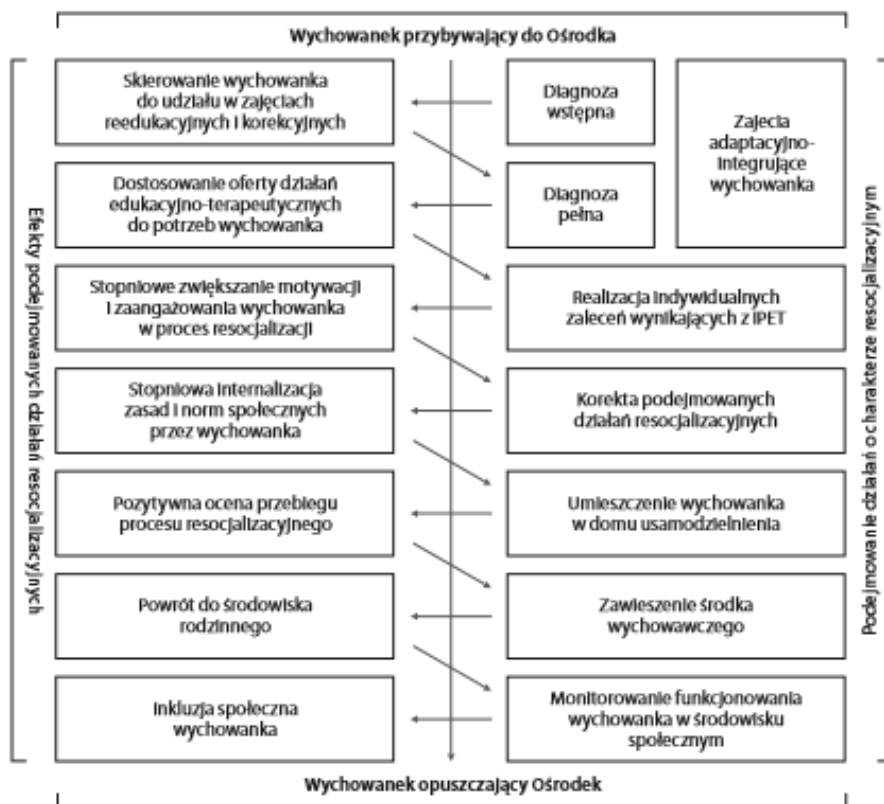 Wychowanek przybywający do Ośrodka
Efekty podejmowanych działań resocjalizacyjnych
Skierowanie wychowanka
do udziału w zajęciach
reedukacyjnych i korekcyjnych
Diagnoza
wstępna
Zajecia
adaptacyjno-
integrujące
wychowanka
Dostosowanie oferty działań
edukacyjno-terapeutycznych
do potrzeb wychowanka
Diagnoza
pełna
Stopniowe zwiększanie motywacji
i zaangażowania wychowanka
w proces resocjalizacji
Realizacja indywidualnych
zaleceń wynikających z IPET
Stopniowa internalizacja
zasad i norm społecznych
przez wychowanka
Korekta podejmowanych
działań resocjalizacyjnych
Pozytywna ocena przebiegu
procesu resocjalizacyjnego
Umieszczenie wychowanka
w domu usamodzielnienia
Powrót do środowiska
rodzinnego
Zawieszenie środka
wychowawczego
Inkluzja społeczna
wychowanka
Monitorowanie funkcjonowania
wychowanka w środowisku
społecznym
Podejmowanie działań o charakterze resocjalizacyjnym
Wychowanek opuszczający Ośrodek